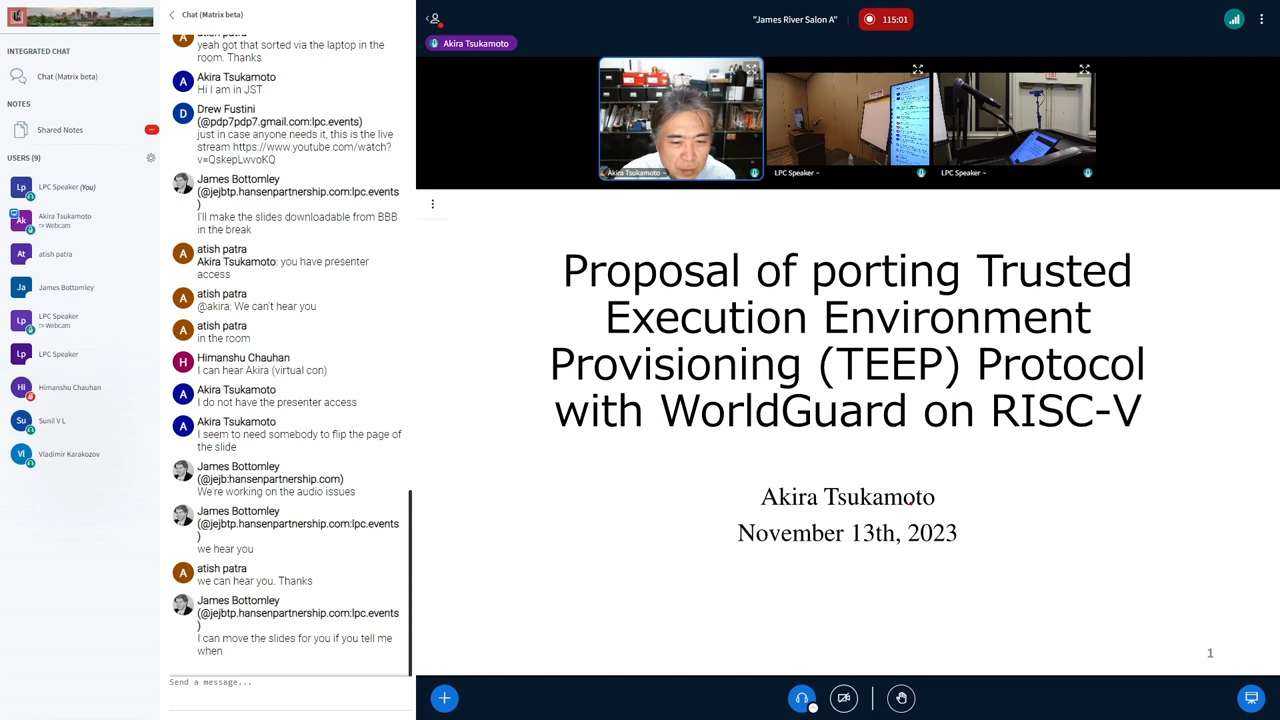 INTEGRATED CHAT
Chat (Matrix beta)
NOTES
Shared Notes
USERS (9)
Lp
LPC Speaker (You)
Ak
Akira Tsukamoto
Webcam
At
atish patra
Ja
James Bottomley
Lp
LPC Speaker
Webcam
Lp
LPC Speaker
Hi
Himanshu Chauhan
Su
Sunil V L
Vl
Vladimir Karakozov
Chat (Matrix beta)
A
atish patra
yeah got that sorted via the laptop in the
room. Thanks
A
Akira Tsukamoto
Hi I am in JST
D
Drew Fustini
(@pdp7pdp7.gmail.com:lpc.events)
just in case anyone needs it, this is the live
stream https://www.youtube.com/watch?
v=QskepLwvoKQ
James Bottomley
(@jejbtp.hansenpartnership.com:lpc.events
)
I'll make the slides downloadable from BBB
in the break
A
atish patra
Akira Tsukamoto: you have presenter
access
A
atish patra
@akira: We can't hear you
A
atish patra
in the room
H
Himanshu Chauhan
I can hear Akira (virtual con)
A
Akira Tsukamoto
I do not have the presenter access
A
Akira Tsukamoto
I seem to need somebody to flip the page of
the slide
James Bottomley
(@jejb:hansenpartnership.com)
We're working on the audio issues
James Bottomley
(@jejbtp.hansenpartnership.com:lpc.events
)
we hear you
A
atish patra
we can hear you. Thanks
James Bottomley
(@jejbtp.hansenpartnership.com:lpc.events
)
I can move the slides for you if you tell me
when
Send a message...
"James River Salon A"
115:01
Akira Tsukamoto
Akira Tsukamoto
LPC Speaker
LPC Speaker
Proposal of porting Trusted
Execution Environment
Provisioning (TEEP) Protocol
with WorldGuard on RISC-V
Akira Tsukamoto
November 13th, 2023
1